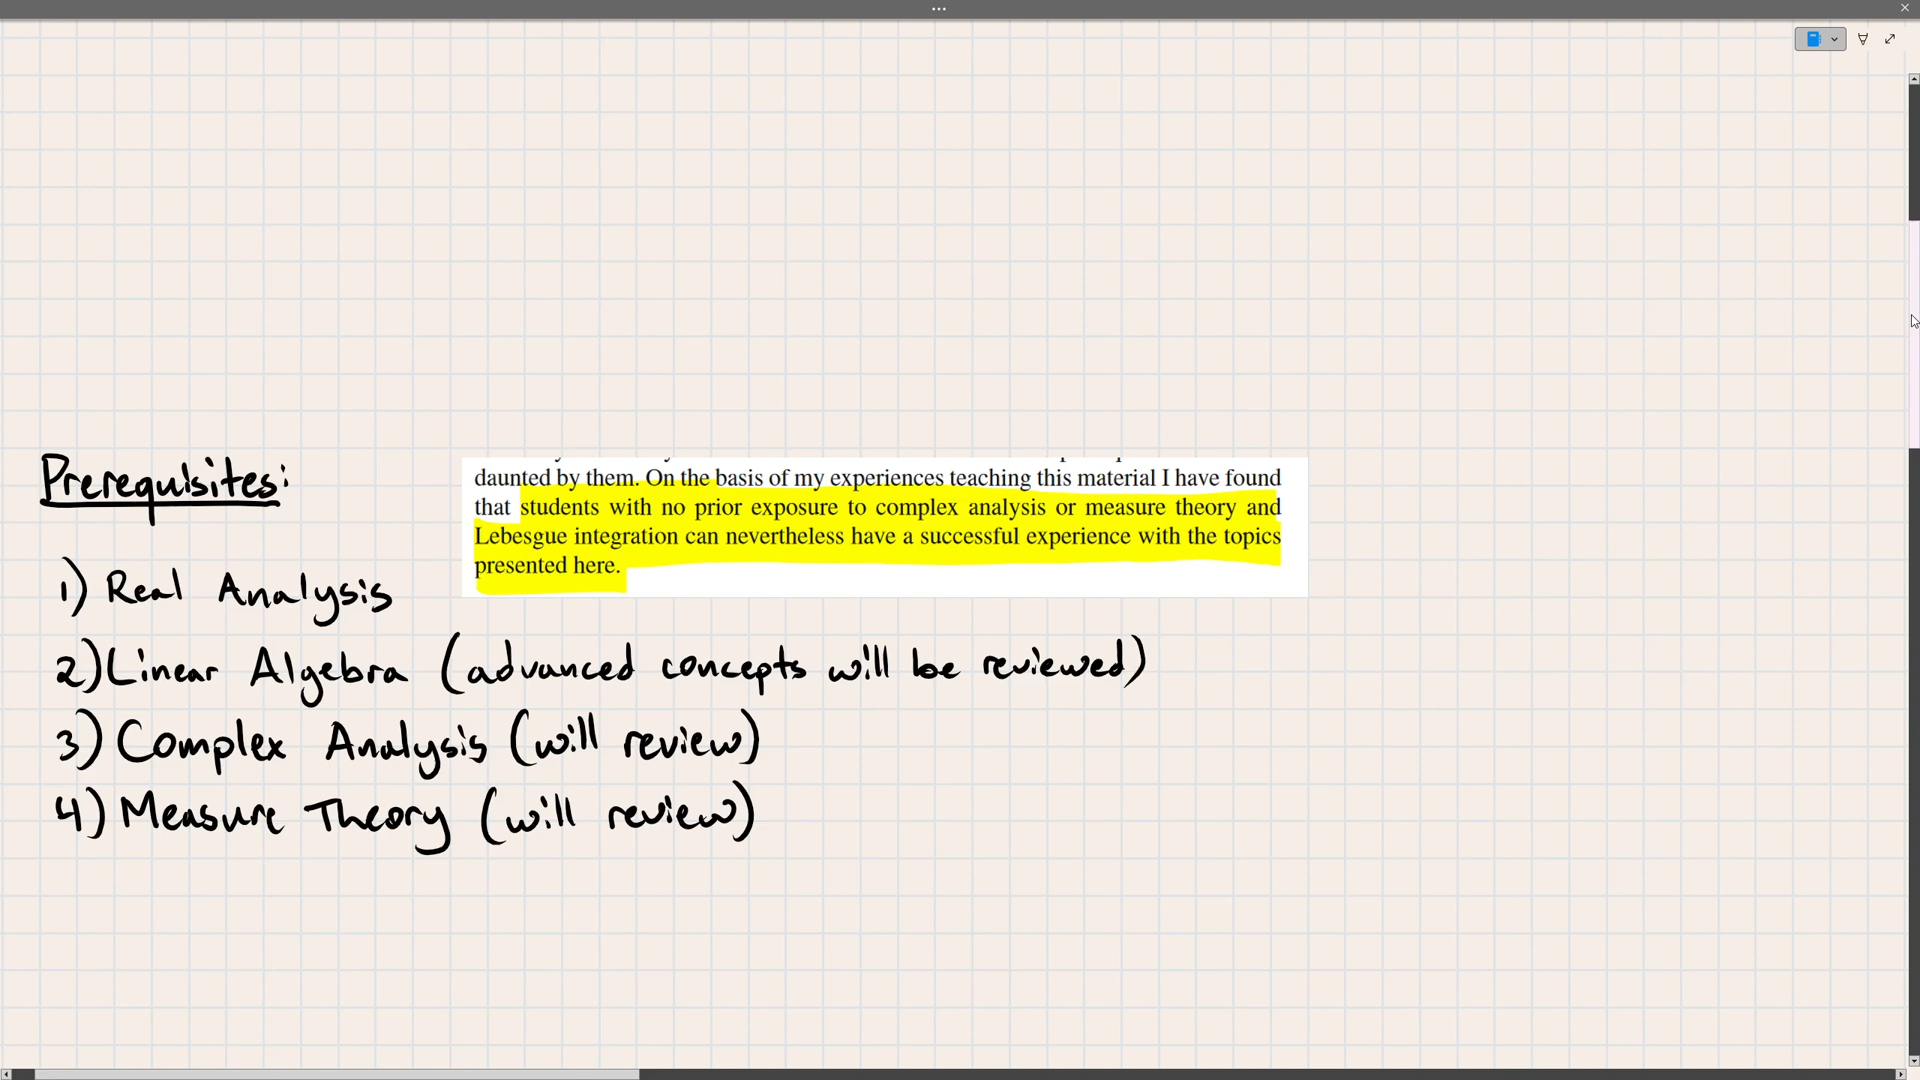 Prerequisites:
daunted by them. On the basis of my experiences teaching this material I have found
that students with no prior exposure to complex analysis or measure theory and
Lebesgue integration can nevertheless have a successful experience with the topics
presented here.
1) Real Analysis
2) Linear Algebra (advanced concepts will be reviewed)
3) Complex Analysis (will review)
4) Measure Theory (will review)